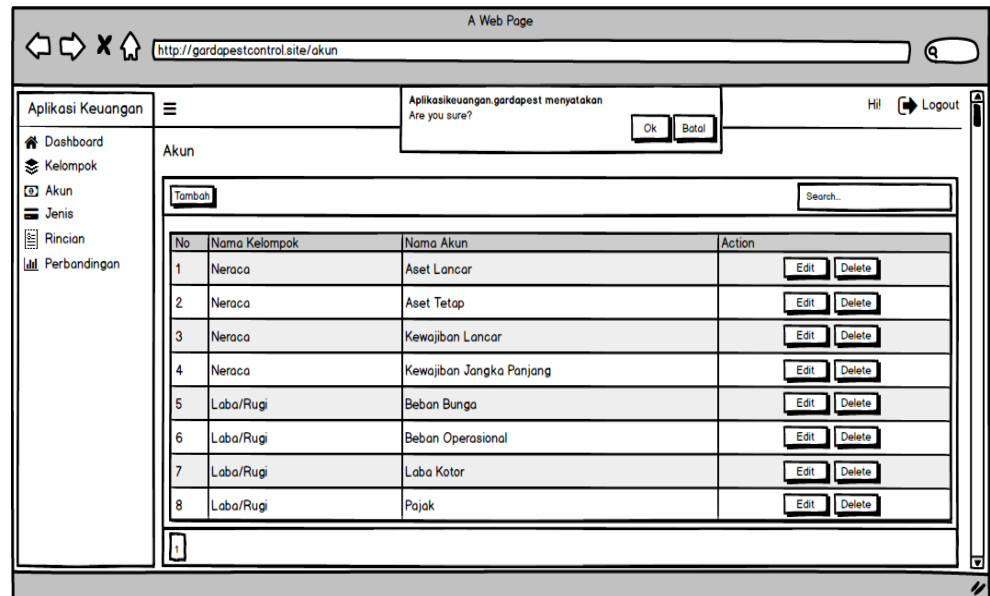 A Web Page
http://gardapestcontrol.site/akun
Aplikasi Keuangan
Dashboard
Kelompok
Akun
Jenis
Rincian
Perbandingan
Aplikasikeuangan.gardapest menyatakan
Are you sure?
Ok Batal
Hi! Logout
Akun
Tambah Search...
No Nama Kelompok Nama Akun Action
1 Neraca Aset Lancar Edit Delete
2 Neraca Aset Tetap Edit Delete
3 Neraca Kewajiban Lancar Edit Delete
4 Neraca Kewajiban Jangka Panjang Edit Delete
5 Laba/Rugi Beban Bunga Edit Delete
6 Laba/Rugi Beban Operasional Edit Delete
7 Laba/Rugi Laba Kotor Edit Delete
8 Laba/Rugi Pajak Edit Delete
1